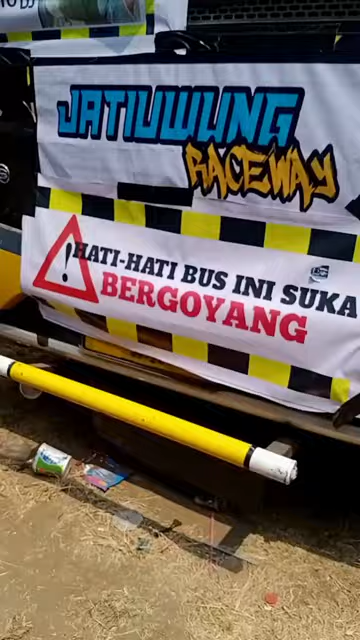 JATIUWUNG
RACEWAY
HATI-HATI BUS INI SUKA
BERGOYANG